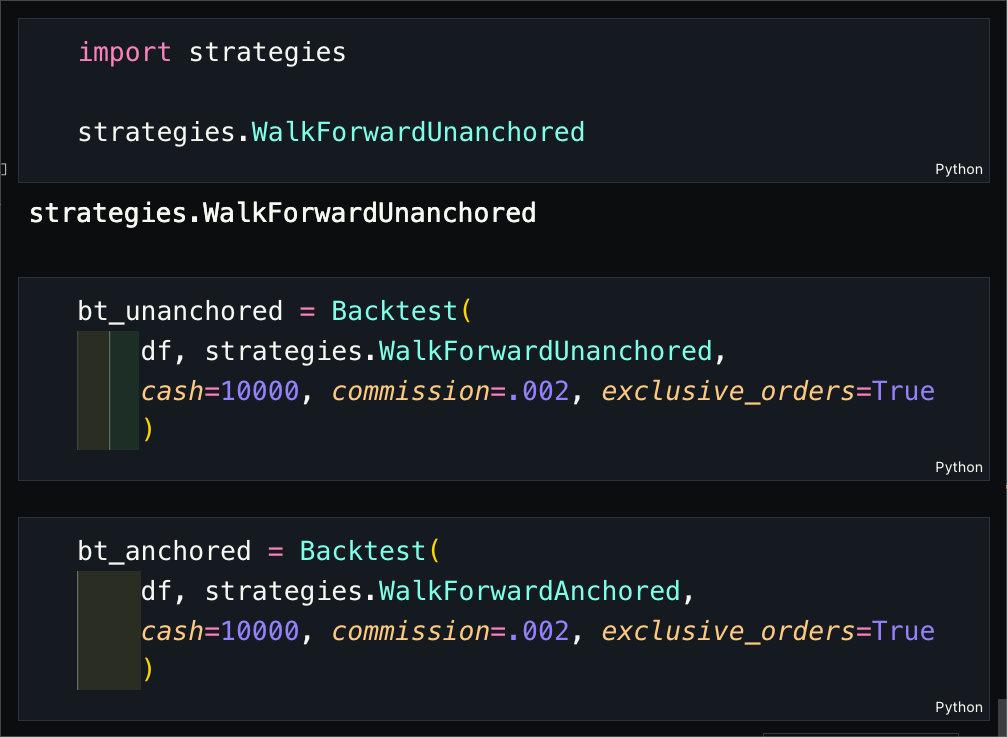 import strategies
strategies.WalkForwardUnanchored
Python
strategies.WalkForwardUnanchored
bt_unanchored = Backtest(
df, strategies.WalkForwardUnanchored,
cash=10000, commission=.002, exclusive_orders=True
)
Python
bt_anchored = Backtest(
df, strategies.WalkForwardAnchored,
cash=10000, commission=.002, exclusive_orders=True
)
Python